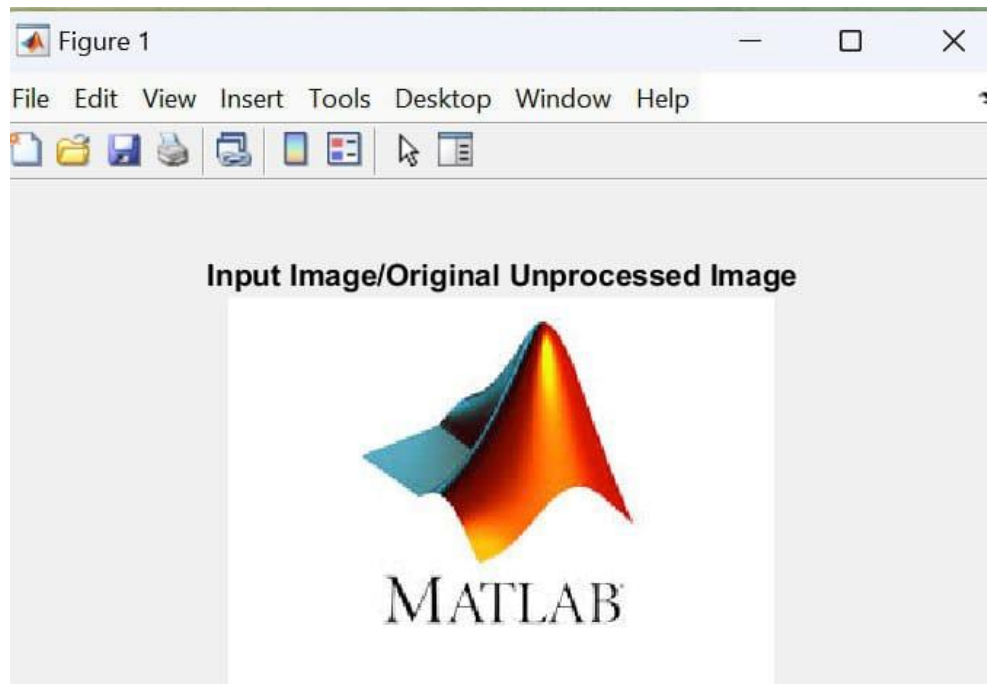 Figure 1
File Edit View Insert Tools Desktop Window Help
Input Image/Original Unprocessed Image
MATLAB